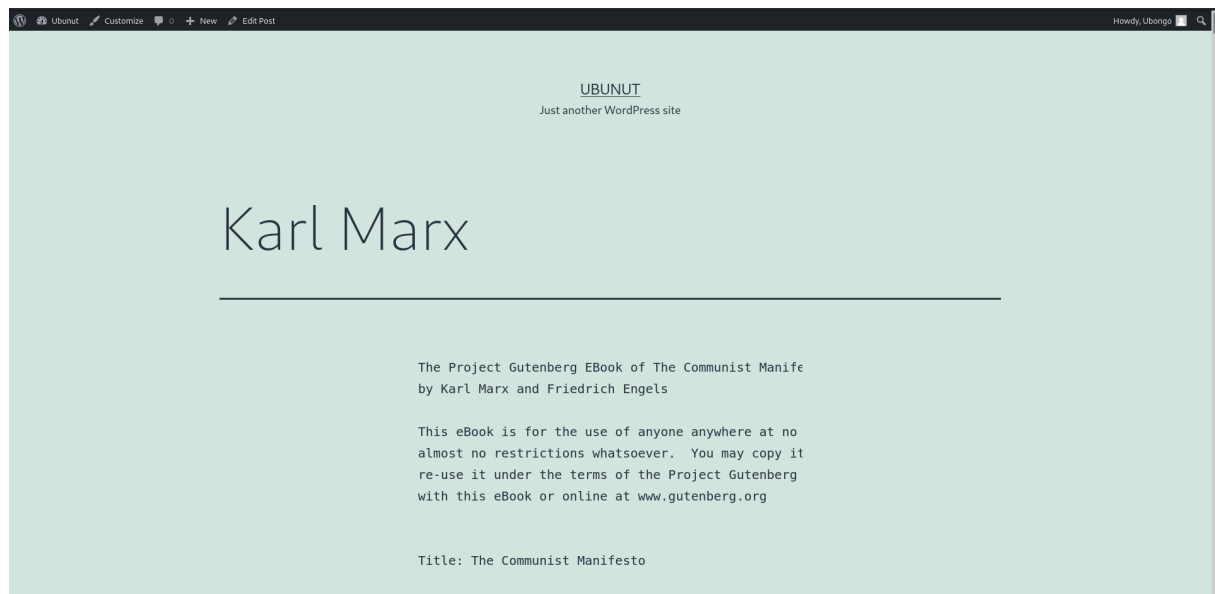 Ubunut Customize 0 New Edit Post Howdy, Ubongo
UBUNUT
Just another WordPress site
Karl Marx
The Project Gutenberg EBook of The Communist Manife
by Karl Marx and Friedrich Engels
This eBook is for the use of anyone anywhere at no
almost no restrictions whatsoever.  You may copy it
re-use it under the terms of the Project Gutenberg
with this eBook or online at www.gutenberg.org
Title: The Communist Manifesto